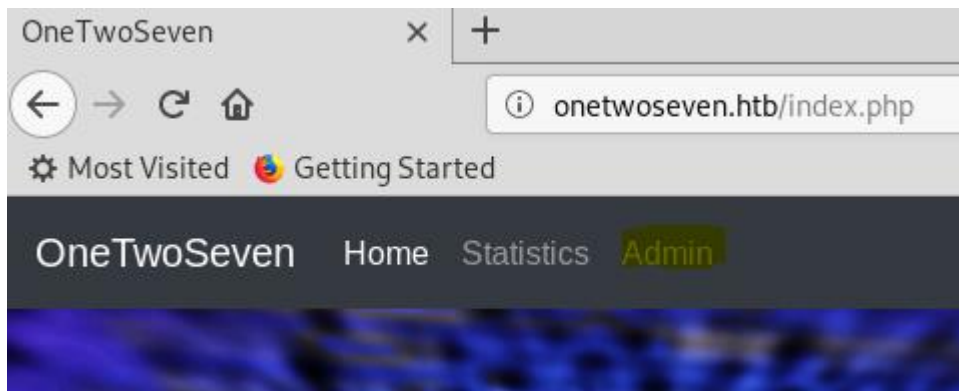 OneTwoSeven
onetwoseven.htb/index.php
Most Visited Getting Started
OneTwoSeven Home Statistics Admin